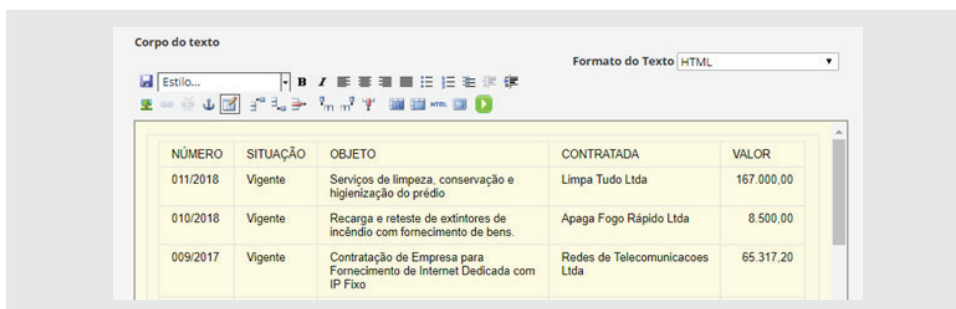 Corpo do texto
Formato do Texto HTML
Estilo... B I
HTML
NÚMERO SITUAÇÃO OBJETO CONTRATADA VALOR
011/2018 Vigente Serviços de limpeza, conservação e Limpa Tudo Ltda 167.000,00
higienização do prédio
010/2018 Vigente Recarga e reteste de extintores de Apaga Fogo Rápido Ltda 8.500,00
incêndio com fornecimento de bens.
009/2017 Vigente Contratação de Empresa para Redes de Telecomunicacoes 65.317,20
Fornecimento de Internet Dedicada com Ltda
IP Fixo